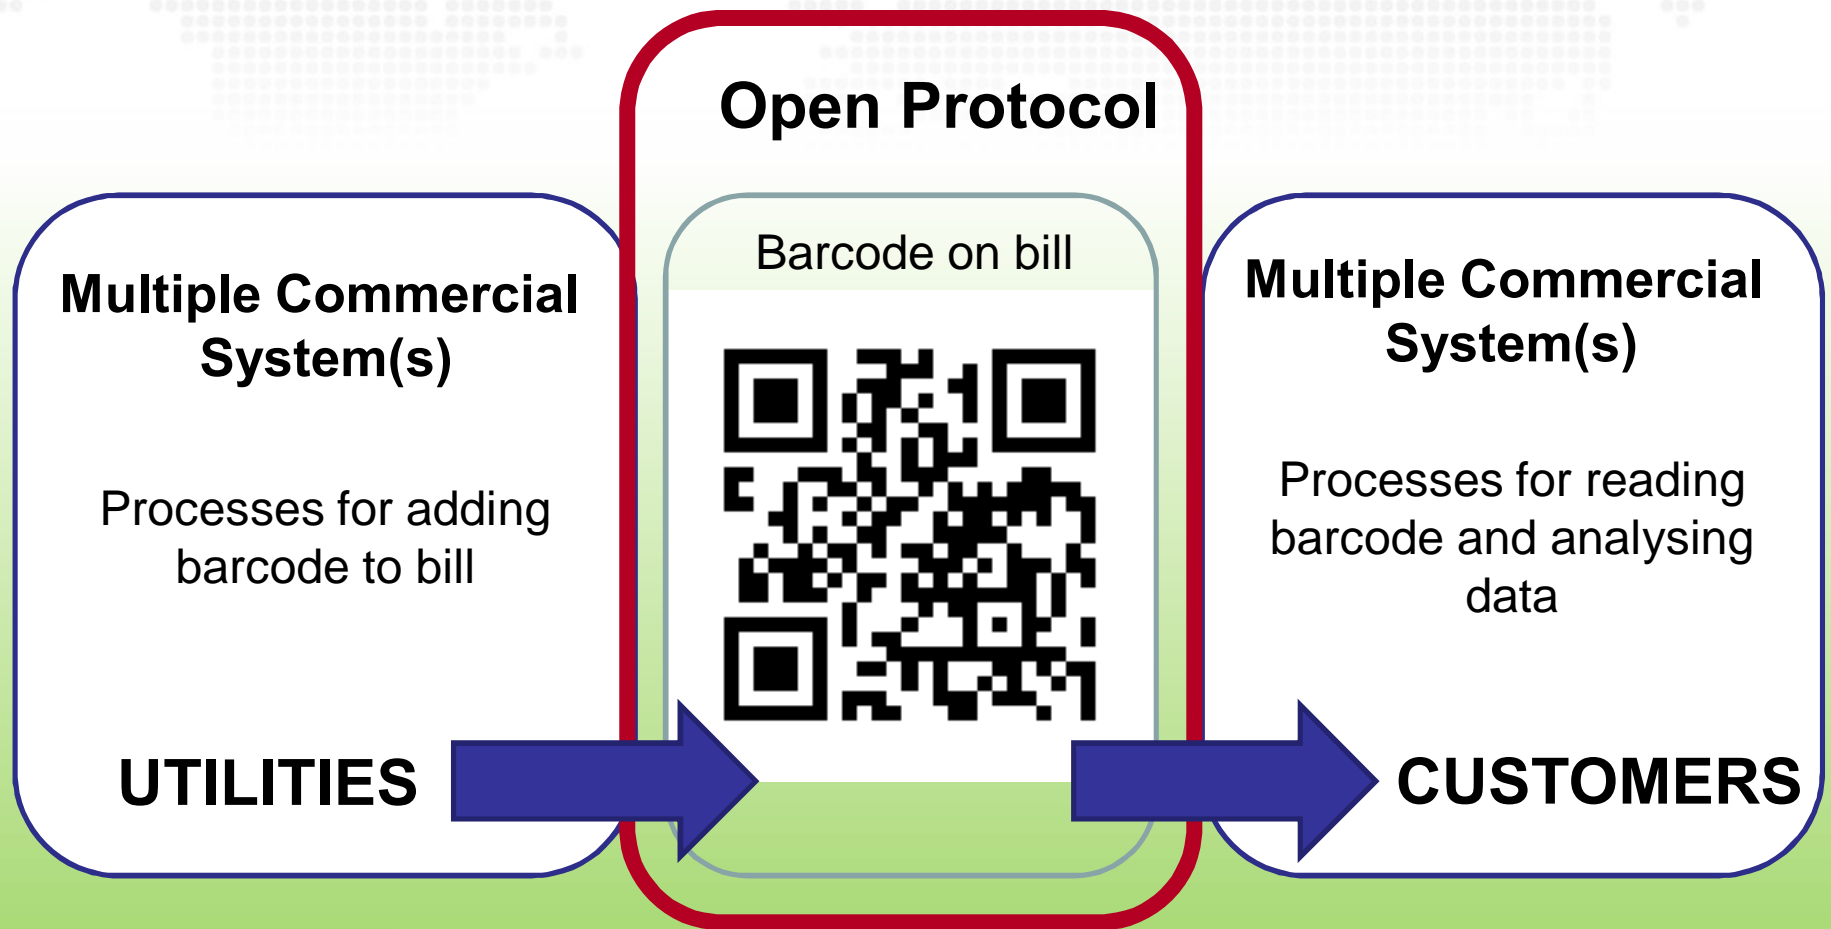 Open Protocol
Multiple Commercial
System(s)
Processes for adding
barcode to bill
UTILITIES
Barcode on bill
Multiple Commercial
System(s)
Processes for reading
barcode and analysing
data
CUSTOMERS